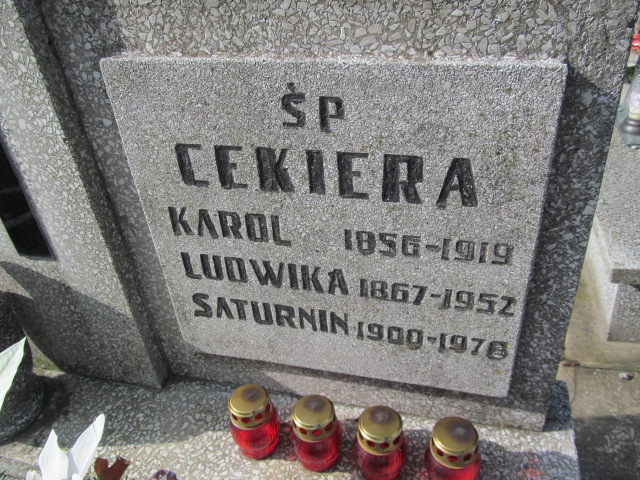 ŚP
CEKIERA
KAROL 1856-1919
LUDWIKA 1867-1952
SATURNIN 1900-1978